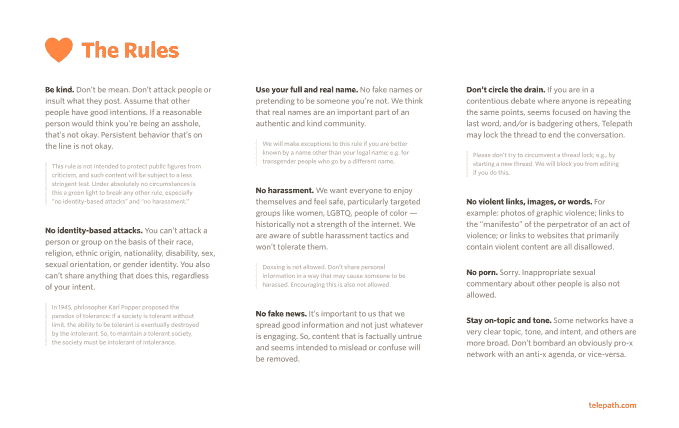 The Rules
Be kind. Don't be mean. Don't attack people or
insult what they post. Assume that other
people have good intentions. If a reasonable
person would think you're being an asshole,
that's not okay. Persistent behavior that's on
the line is not okay.
This rule is not intended to protect public figures from
criticism, and such content will be subject to a less
stringent test. Under absolutely no circumstances is
this a green light to break any other rule, especially
"no identity-based attacks" and "no harassment."
No identity-based attacks. You can't attack a
person or group on the basis of their race,
religion, ethnic origin, nationality, disability, sex,
sexual orientation, or gender identity. You also
can't share anything that does this, regardless
of your intent.
In 1945, philosopher Karl Popper proposed the
paradox of tolerance: if a society is tolerant without
limit, the ability to be tolerant is eventually destroyed
by the intolerant. So, to maintain a tolerant society,
the society must be intolerant of intolerance.
Use your full and real name. No fake names or
pretending to be someone you're not. We think
that real names are an important part of an
authentic and kind community.
We will make exceptions to this rule if you are better
known by a name other than your legal name; e.g. for
transgender people who go by a different name.
No harassment. We want everyone to enjoy
themselves and feel safe, particularly targeted
groups like women, LGBTQ, people of color —
historically not a strength of the internet. We
are aware of subtle harassment tactics and
won't tolerate them.
Doxxing is not allowed. Don't share personal
information in a way that may cause someone to be
harassed. Encouraging this is also not allowed.
No fake news. It's important to us that we
spread good information and not just whatever
is engaging. So, content that is factually untrue
and seems intended to mislead or confuse will
be removed.
Don't circle the drain. If you are in a
contentious debate where anyone is repeating
the same points, seems focused on having the
last word, and/or is badgering others, Telepath
may lock the thread to end the conversation.
Please don't try to circumvent a thread lock; e.g., by
starting a new thread. We will block you from editing
if you do this.
No violent links, images, or words. For
example: photos of graphic violence; links to
the "manifesto" of the perpetrator of an act of
violence; or links to websites that primarily
contain violent content are all disallowed.
No porn. Sorry. Inappropriate sexual
commentary about other people is also not
allowed.
Stay on-topic and tone. Some networks have a
very clear topic, tone, and intent, and others are
more broad. Don't bombard an obviously pro-x
network with an anti-x agenda, or vice-versa.
telepath.com